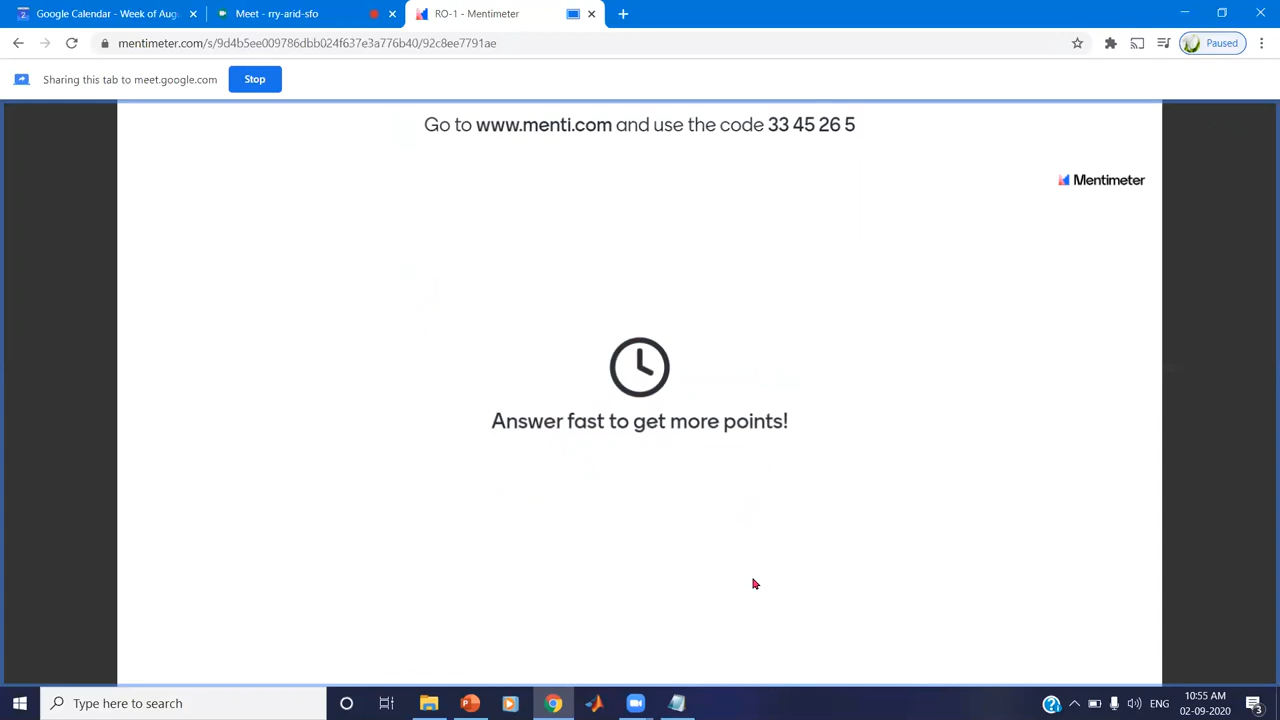 Google Calendar - Week of Aug
Meet - rry-arid-sfo
RO-1 - Mentimeter
mentimeter.com/s/9d4b5ee009786dbb024f637e3a776b40/92c8ee7791ae
Paused
Sharing this tab to meet.google.com
Stop
Go to www.menti.com and use the code 33 45 26 5
Mentimeter
Answer fast to get more points!
Type here to search
ENG
10:55 AM
02-09-2020
3